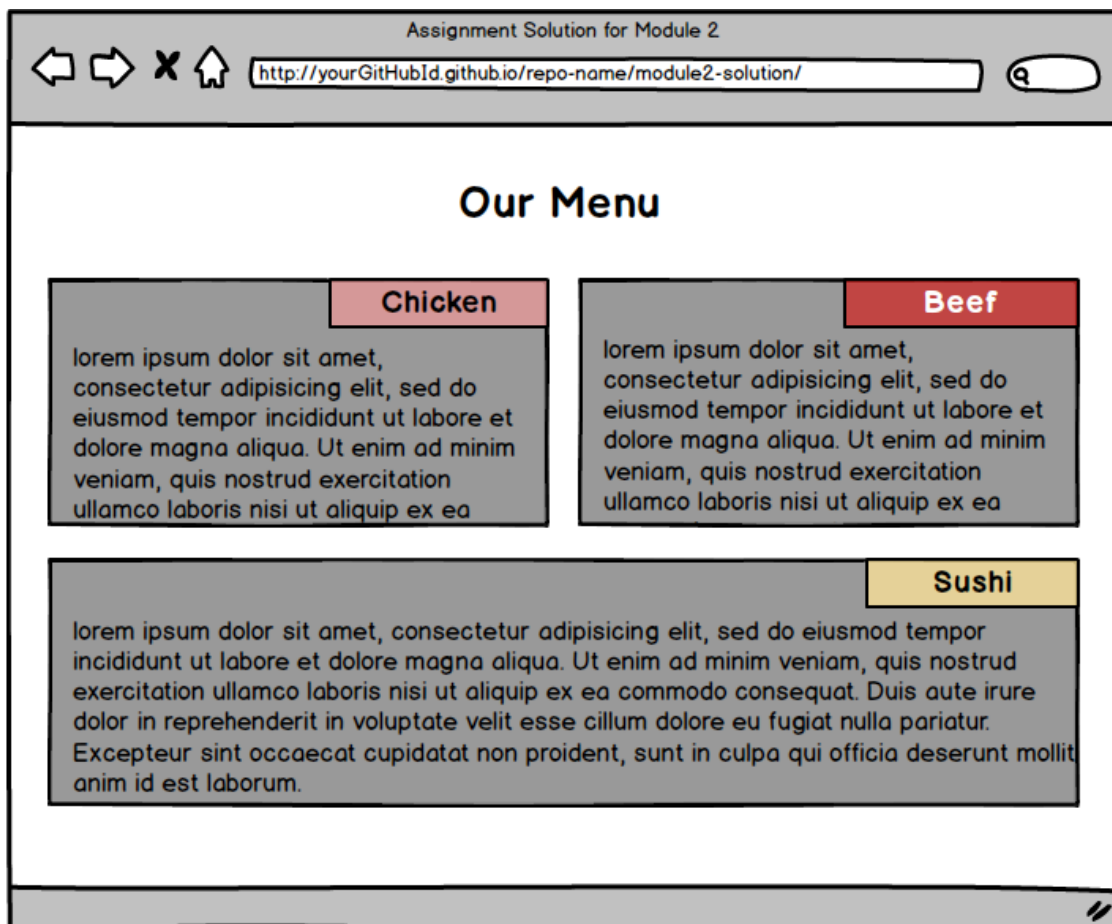 Assignment Solution for Module 2
http://yourGitHubId.github.io/repo-name/module2-solution/
Our Menu
Chicken
lorem ipsum dolor sit amet,
consectetur adipisicing elit, sed do
eiusmod tempor incididunt ut labore et
dolore magna aliqua. Ut enim ad minim
veniam, quis nostrud exercitation
ullamco laboris nisi ut aliquip ex ea
Beef
lorem ipsum dolor sit amet,
consectetur adipisicing elit, sed do
eiusmod tempor incididunt ut labore et
dolore magna aliqua. Ut enim ad minim
veniam, quis nostrud exercitation
ullamco laboris nisi ut aliquip ex ea
Sushi
lorem ipsum dolor sit amet, consectetur adipisicing elit, sed do eiusmod tempor
incididunt ut labore et dolore magna aliqua. Ut enim ad minim veniam, quis nostrud
exercitation ullamco laboris nisi ut aliquip ex ea commodo consequat. Duis aute irure
dolor in reprehenderit in voluptate velit esse cillum dolore eu fugiat nulla pariatur.
Excepteur sint occaecat cupidatat non proident, sunt in culpa qui officia deserunt mollit
anim id est laborum.